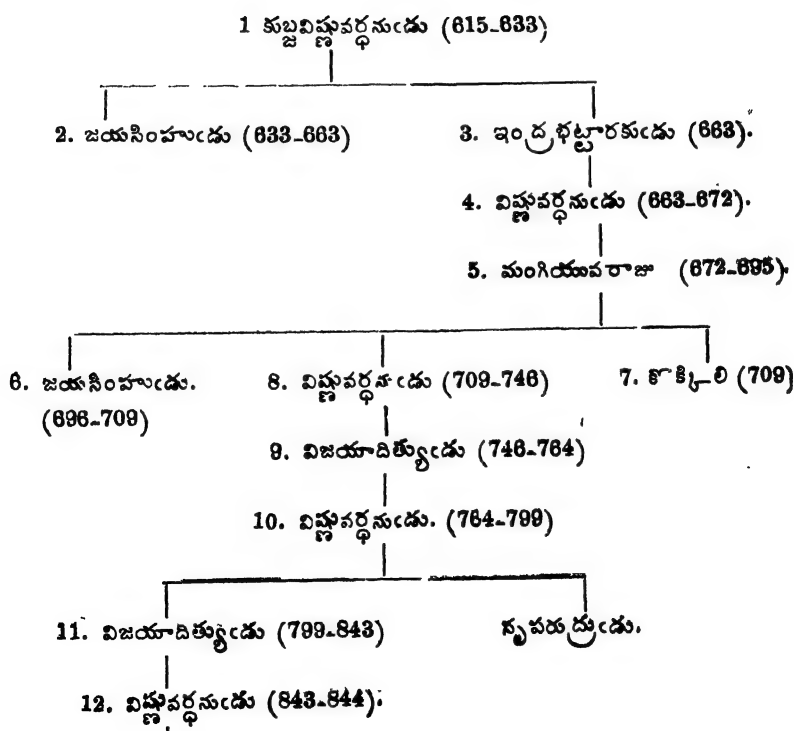 1 కుబ్జవిష్ణువర్ధనుఁడు (615-633)
2. జయసింహుఁడు (633-663) 3. ఇంద్రభట్టారకుఁడు (663).
4. విష్ణువర్ధనుఁడు (663-672).
5. మంగియువరాజు (672-695).
6. జయసింహుఁడు. 8. విష్ణువర్ధనుఁడు (709-746) 7. కొక్కిలి (709)
(696-709)
9. విజయాదిత్యుఁడు (746-764)
10. విష్ణువర్ధనుఁడు. (764-799)
11. విజయాదిత్యుఁడు (799-843) నృపరుద్రుఁడు.
12. విష్ణువర్ధనుఁడు (843-844).